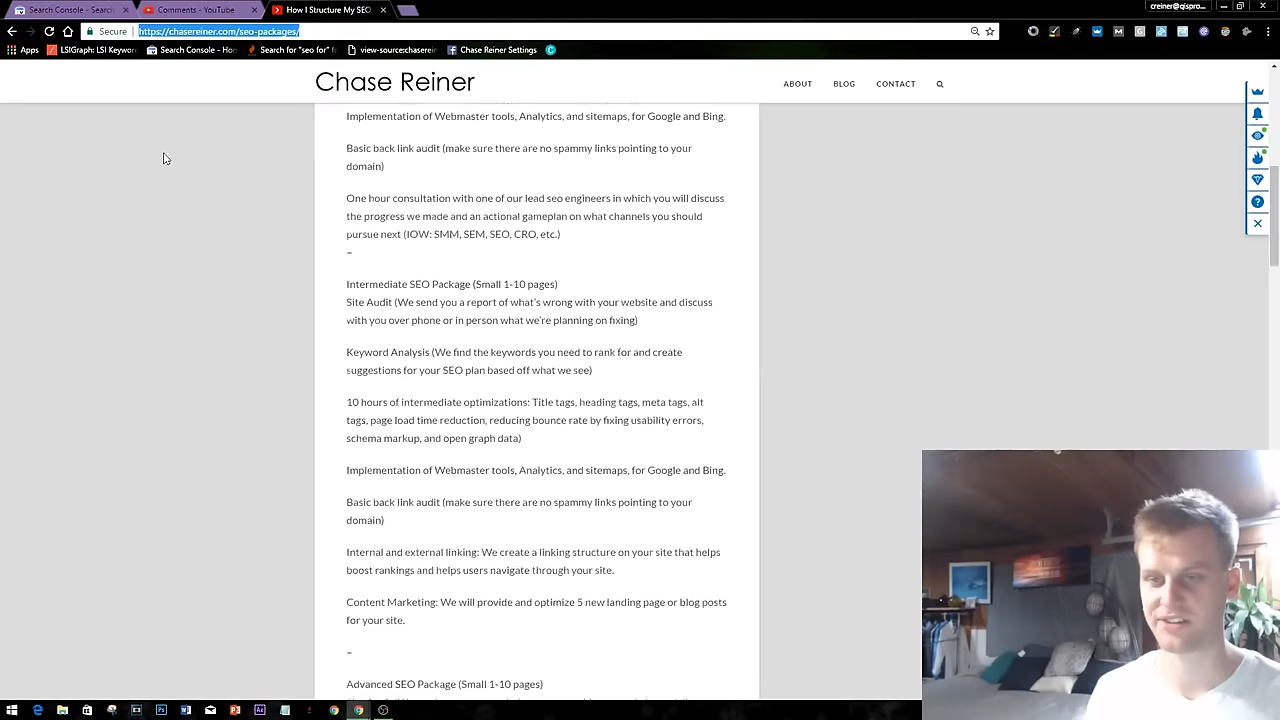 Search Console - Search
Comments - YouTube
How I Structure My SEO
creiner@qispro...
Secure
https://chasereiner.com/seo-packages/
Apps
LSIGraph: LSI Keywor
Search Console - Hom
Search for "seo for" f
view-source:chaserein
Chase Reiner Settings
Chase Reiner
ABOUT
BLOG
CONTACT
Implementation of Webmaster tools, Analytics, and sitemaps, for Google and Bing.
Basic back link audit (make sure there are no spammy links pointing to your
domain)
One hour consultation with one of our lead seo engineers in which you will discuss
the progress we made and an actional gameplan on what channels you should
pursue next (IOW: SMM, SEM, SEO, CRO, etc.)
–
Intermediate SEO Package (Small 1-10 pages)
Site Audit (We send you a report of what's wrong with your website and discuss
with you over phone or in person what we're planning on fixing)
Keyword Analysis (We find the keywords you need to rank for and create
suggestions for your SEO plan based off what we see)
10 hours of intermediate optimizations: Title tags, heading tags, meta tags, alt
tags, page load time reduction, reducing bounce rate by fixing usability errors,
schema markup, and open graph data)
Implementation of Webmaster tools, Analytics, and sitemaps, for Google and Bing.
Basic back link audit (make sure there are no spammy links pointing to your
domain)
Internal and external linking: We create a linking structure on your site that helps
boost rankings and helps users navigate through your site.
Content Marketing: We will provide and optimize 5 new landing page or blog posts
for your site.
–
Advanced SEO Package (Small 1-10 pages)